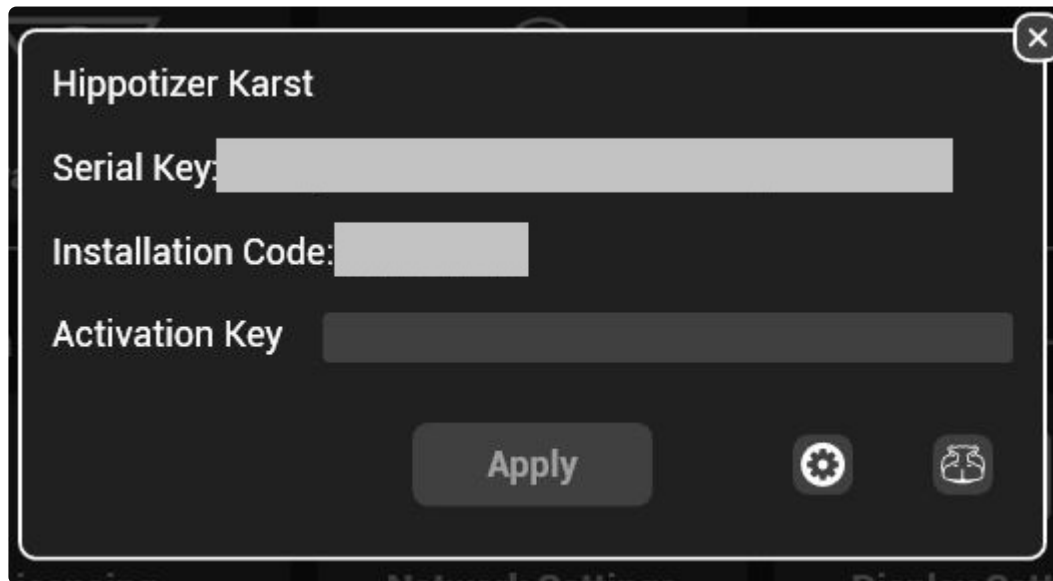 Hippotizer Karst
Serial Key:
Installation Code:
Activation Key
Apply